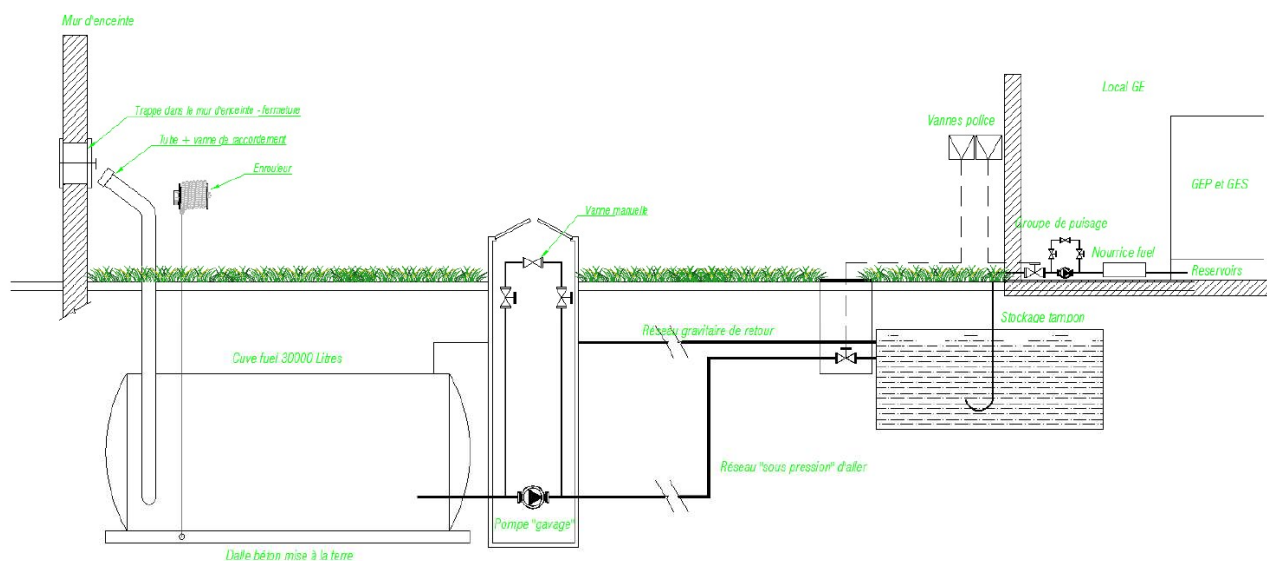 Mur d'enceinte
Local GE
Trappe dans le mur d'enceinte - fermeture
Tube + vanne de raccordement
Vannes police
Enrouleur
GEP et GES
Vanne manuelle
Groupe de puisage
Nourrice fuel
Reservoirs
Stockage tampon
Réseau gravitaire de retour
Cuve fuel 30000 Litres
Réseau "sous pression" d'aller
Pompe "gavage"
Dalle béton mise à la terre